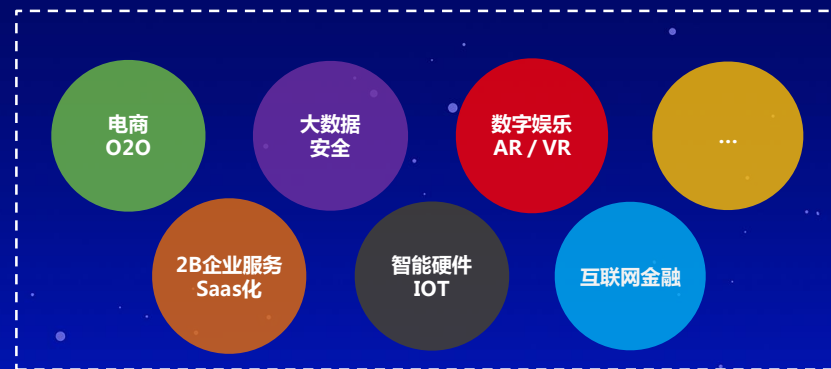 电商
O2O
大数据
安全
数字娱乐
AR / VR
...
2B企业服务
Saas化
智能硬件
IOT
互联网金融